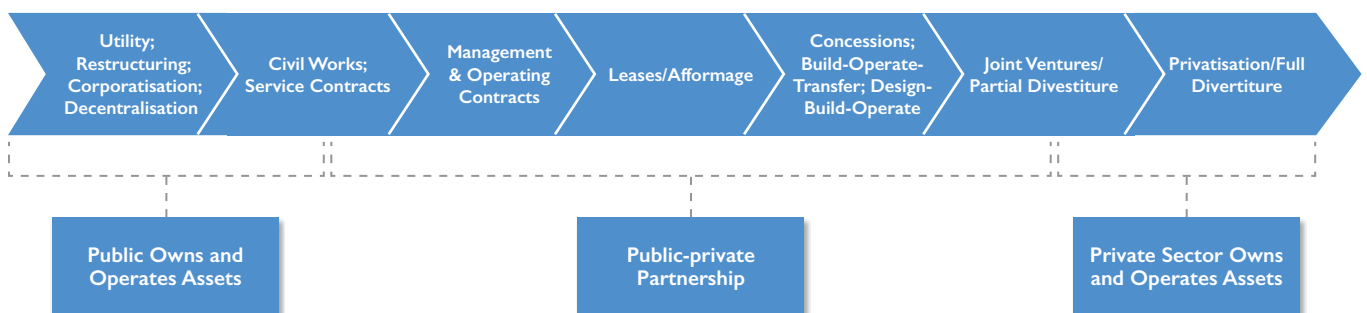 Utility;
Restructuring;
Corporatisation;
Decentralisation
Civil Works;
Service Contracts
Management
& Operating
Contracts
Leases/Afformage
Concessions;
Build-Operate-
Transfer; Design-
Build-Operate
Joint Ventures/
Partial Divestiture
Privatisation/Full
Divertiture
Public Owns and
Operates Assets
Public-private
Partnership
Private Sector Owns
and Operates Assets